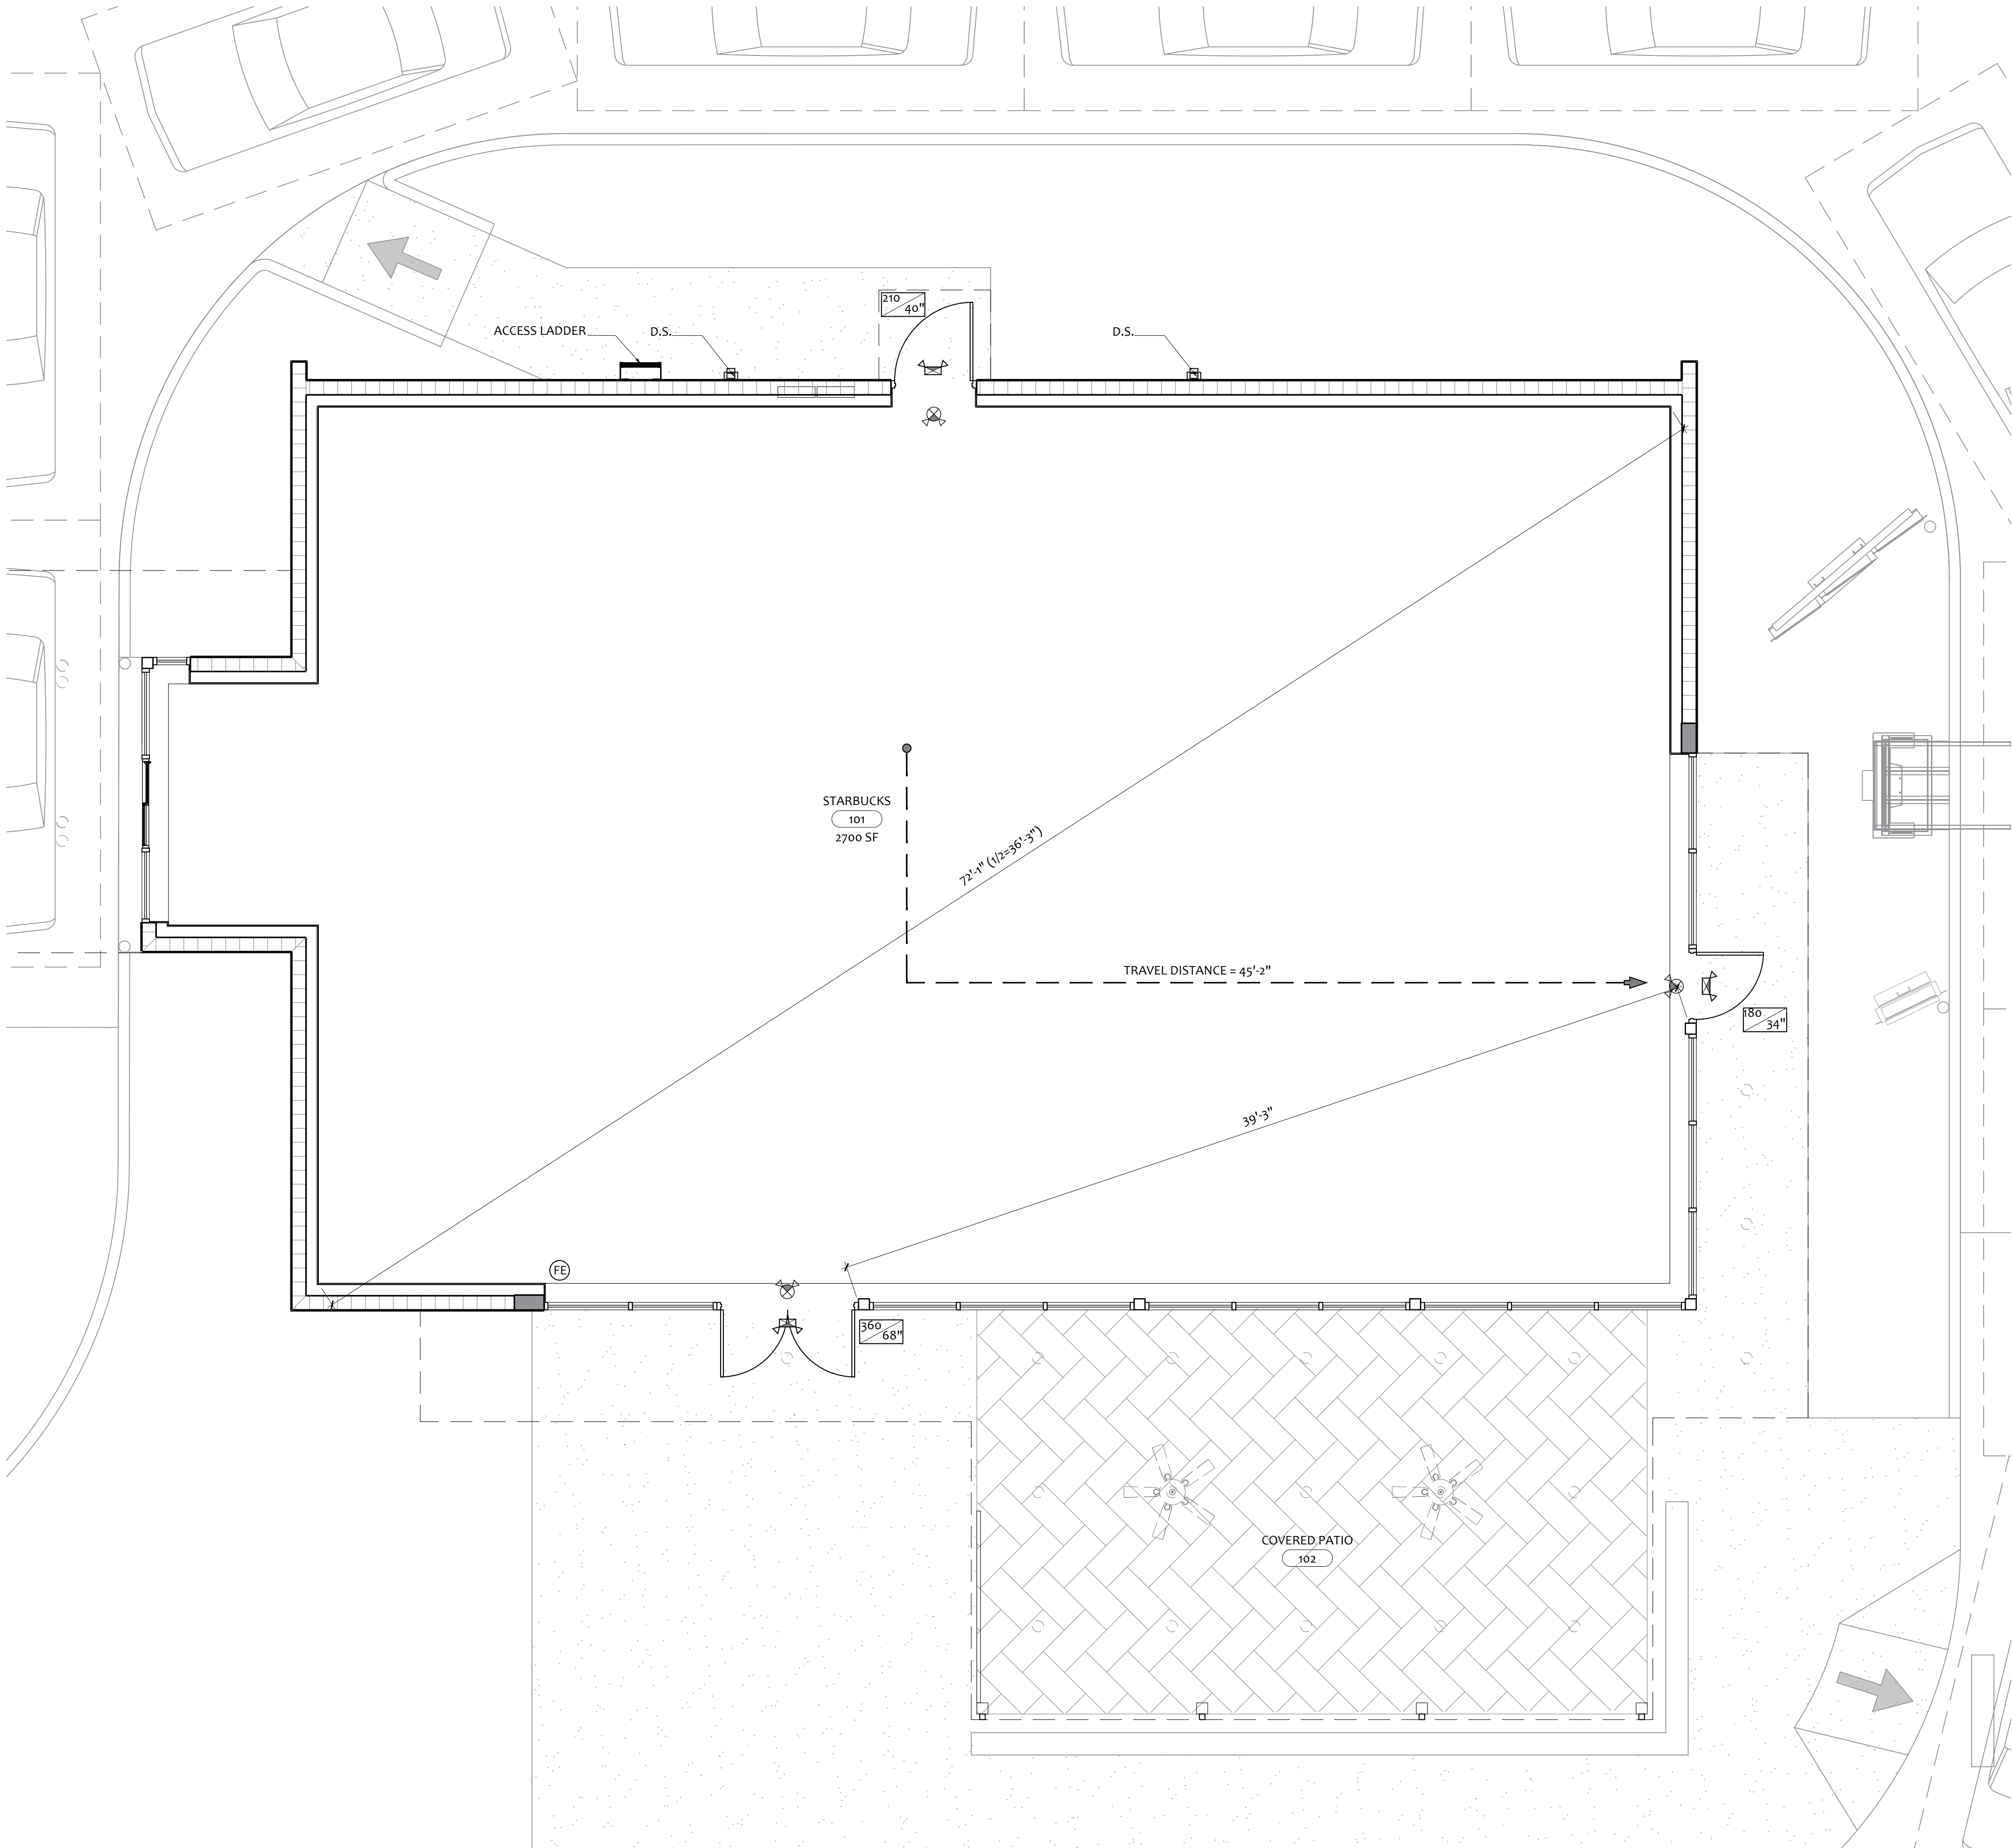 210
40"
ACCESS LADDER
D.S.
D.S.
STARBUCKS
101
2700 SF
72'-1" (1/2=36'-3")
TRAVEL DISTANCE = 45'-2"
180
34"
39'-3"
FE
360
68"
COVERED PATIO
102